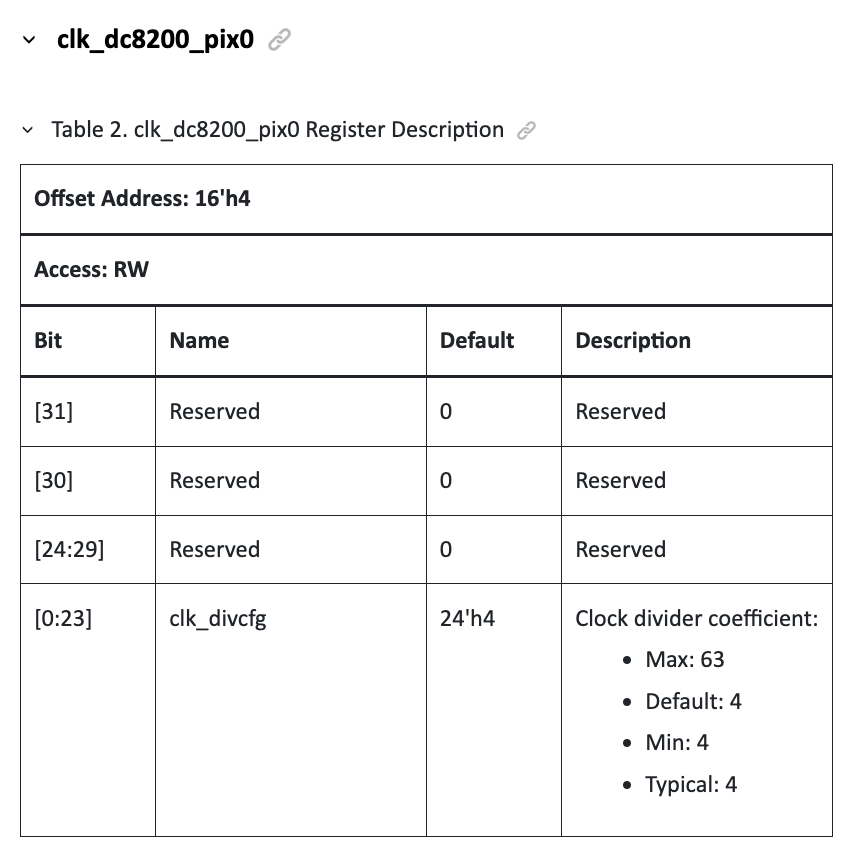 clk_dc8200_pix0
Table 2. clk_dc8200_pix0 Register Description
Offset Address: 16'h4
Access: RW
Bit Name Default Description
[31] Reserved 0 Reserved
[30] Reserved 0 Reserved
[24:29] Reserved 0 Reserved
[0:23] clk_divcfg 24'h4 Clock divider coefficient:
• Max: 63
• Default: 4
• Min: 4
• Typical: 4